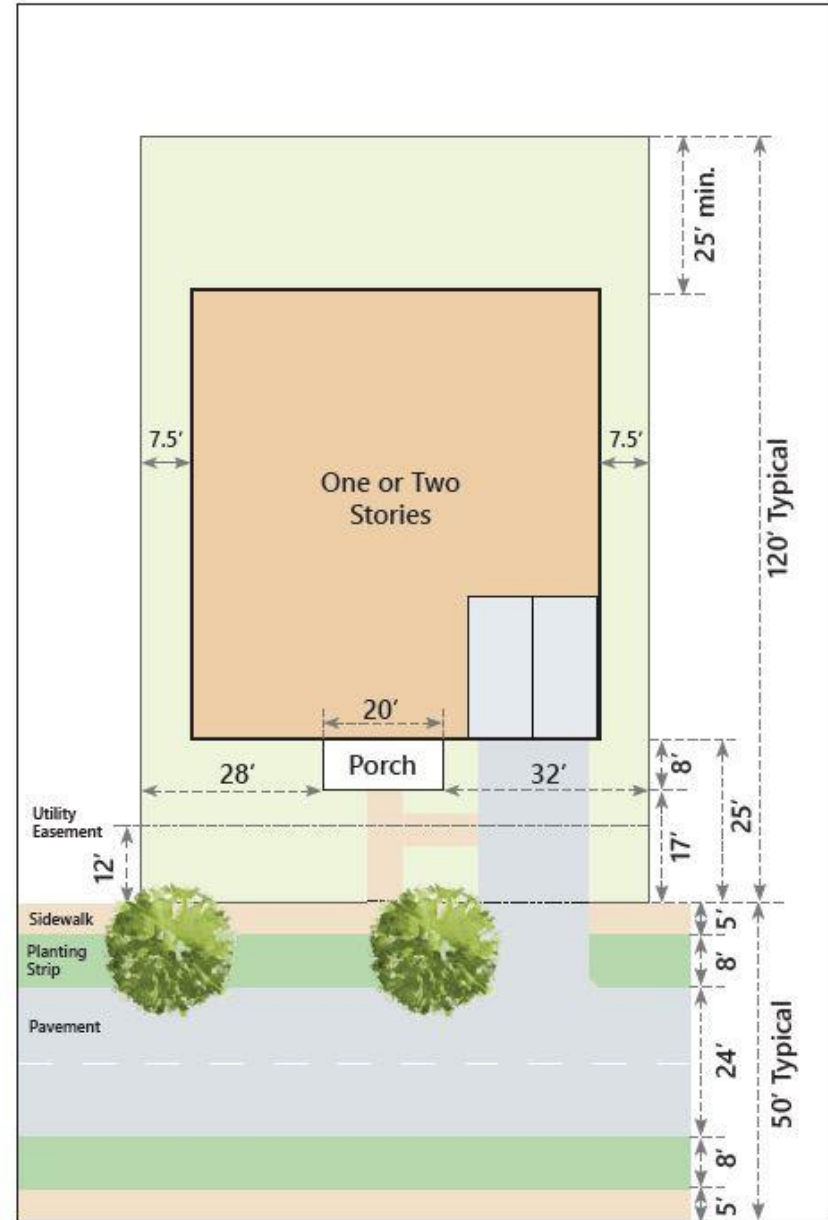 25' min.
7.5'
7.5'
One or Two
Stories
120' Typical
20'
28'
Porch
32'
8'
25'
17'
Utility
Easement
12'
Sidewalk
5'
Planting
Strip
8'
Pavement
24'
50' Typical
8'
5'